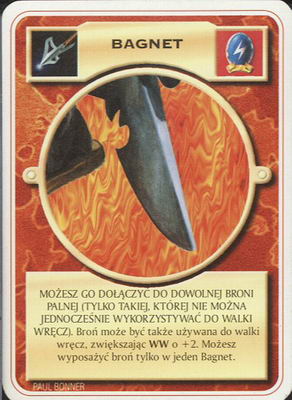 BAGNET
MOŻESZ GO DOŁĄCZYĆ DO DOWOLNEJ BRONI
PALNEJ (TYLKO TAKIEJ, KTÓREJ NIE MOŻNA
JEDNOCZEŚNIE WYKORZYSTYWAĆ DO WALKI
WRĘCZ). Broń może być także używana do walki
wręcz, zwiększając WW o +2. Możesz
wyposażyć broń tylko w jeden Bagnet.
PAUL BONNER